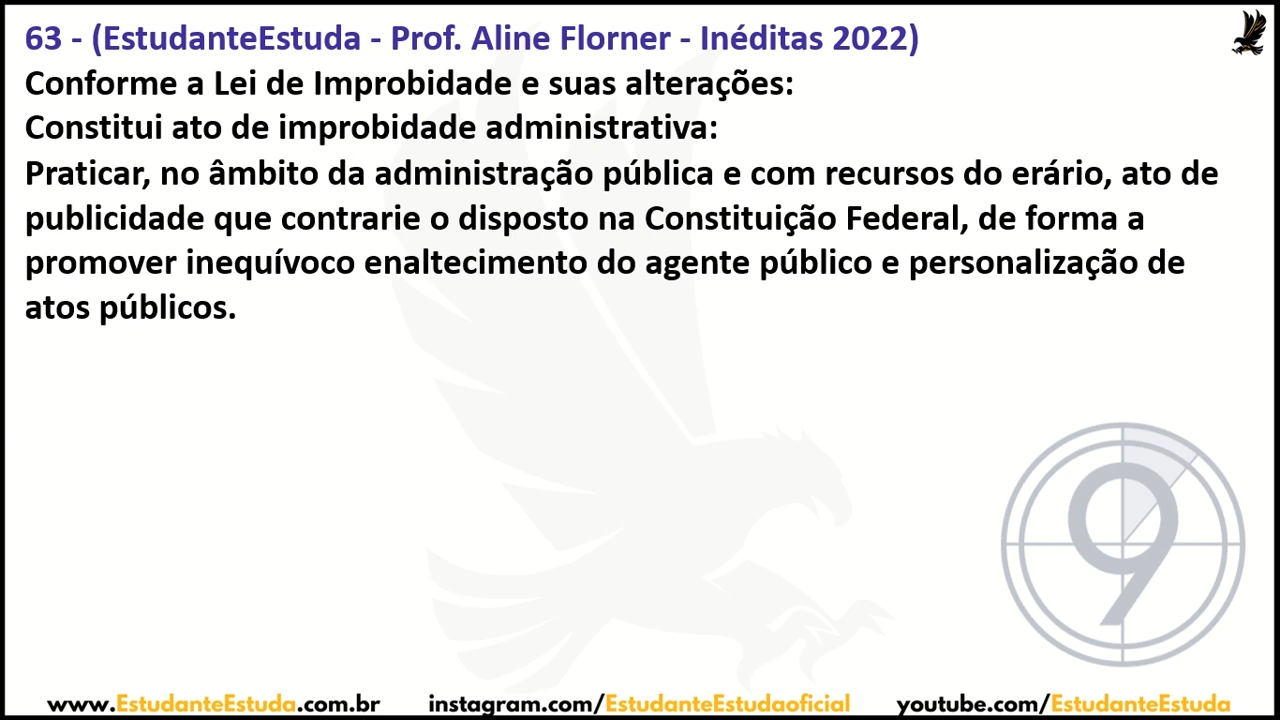 63 - (EstudanteEstuda - Prof. Aline Florner - Inéditas 2022)
Conforme a Lei de Improbidade e suas alterações:
Constitui ato de improbidade administrativa:
Praticar, no âmbito da administração pública e com recursos do erário, ato de
publicidade que contrarie o disposto na Constituição Federal, de forma a
promover inequívoco enaltecimento do agente público e personalização de
atos públicos.
9
www.EstudanteEstuda.com.br instagram.com/EstudanteEstudaoficial youtube.com/EstudanteEstuda